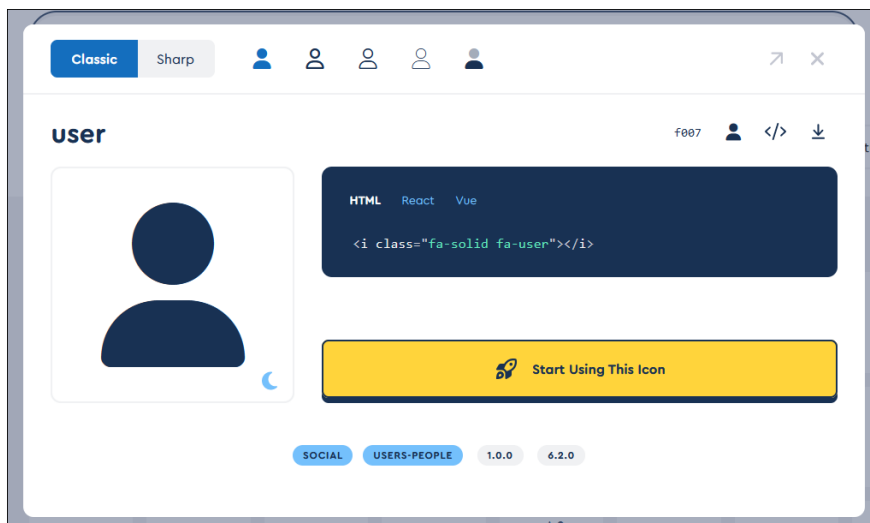 Classic Sharp
user
f007
HTML React Vue
<i class="fa-solid fa-user"></i>
Start Using This Icon
SOCIAL USERS-PEOPLE 1.0.0 6.2.0